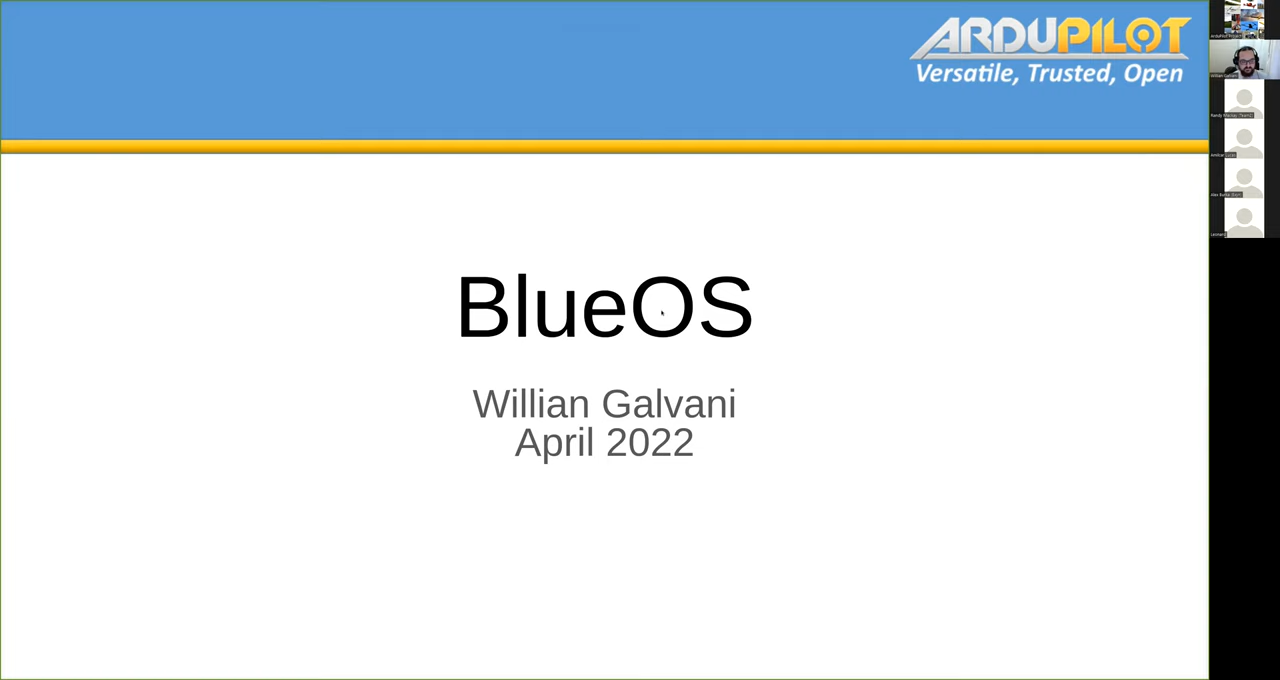 ARDUPILOT
Versatile, Trusted, Open
BlueOS
Willian Galvani
April 2022